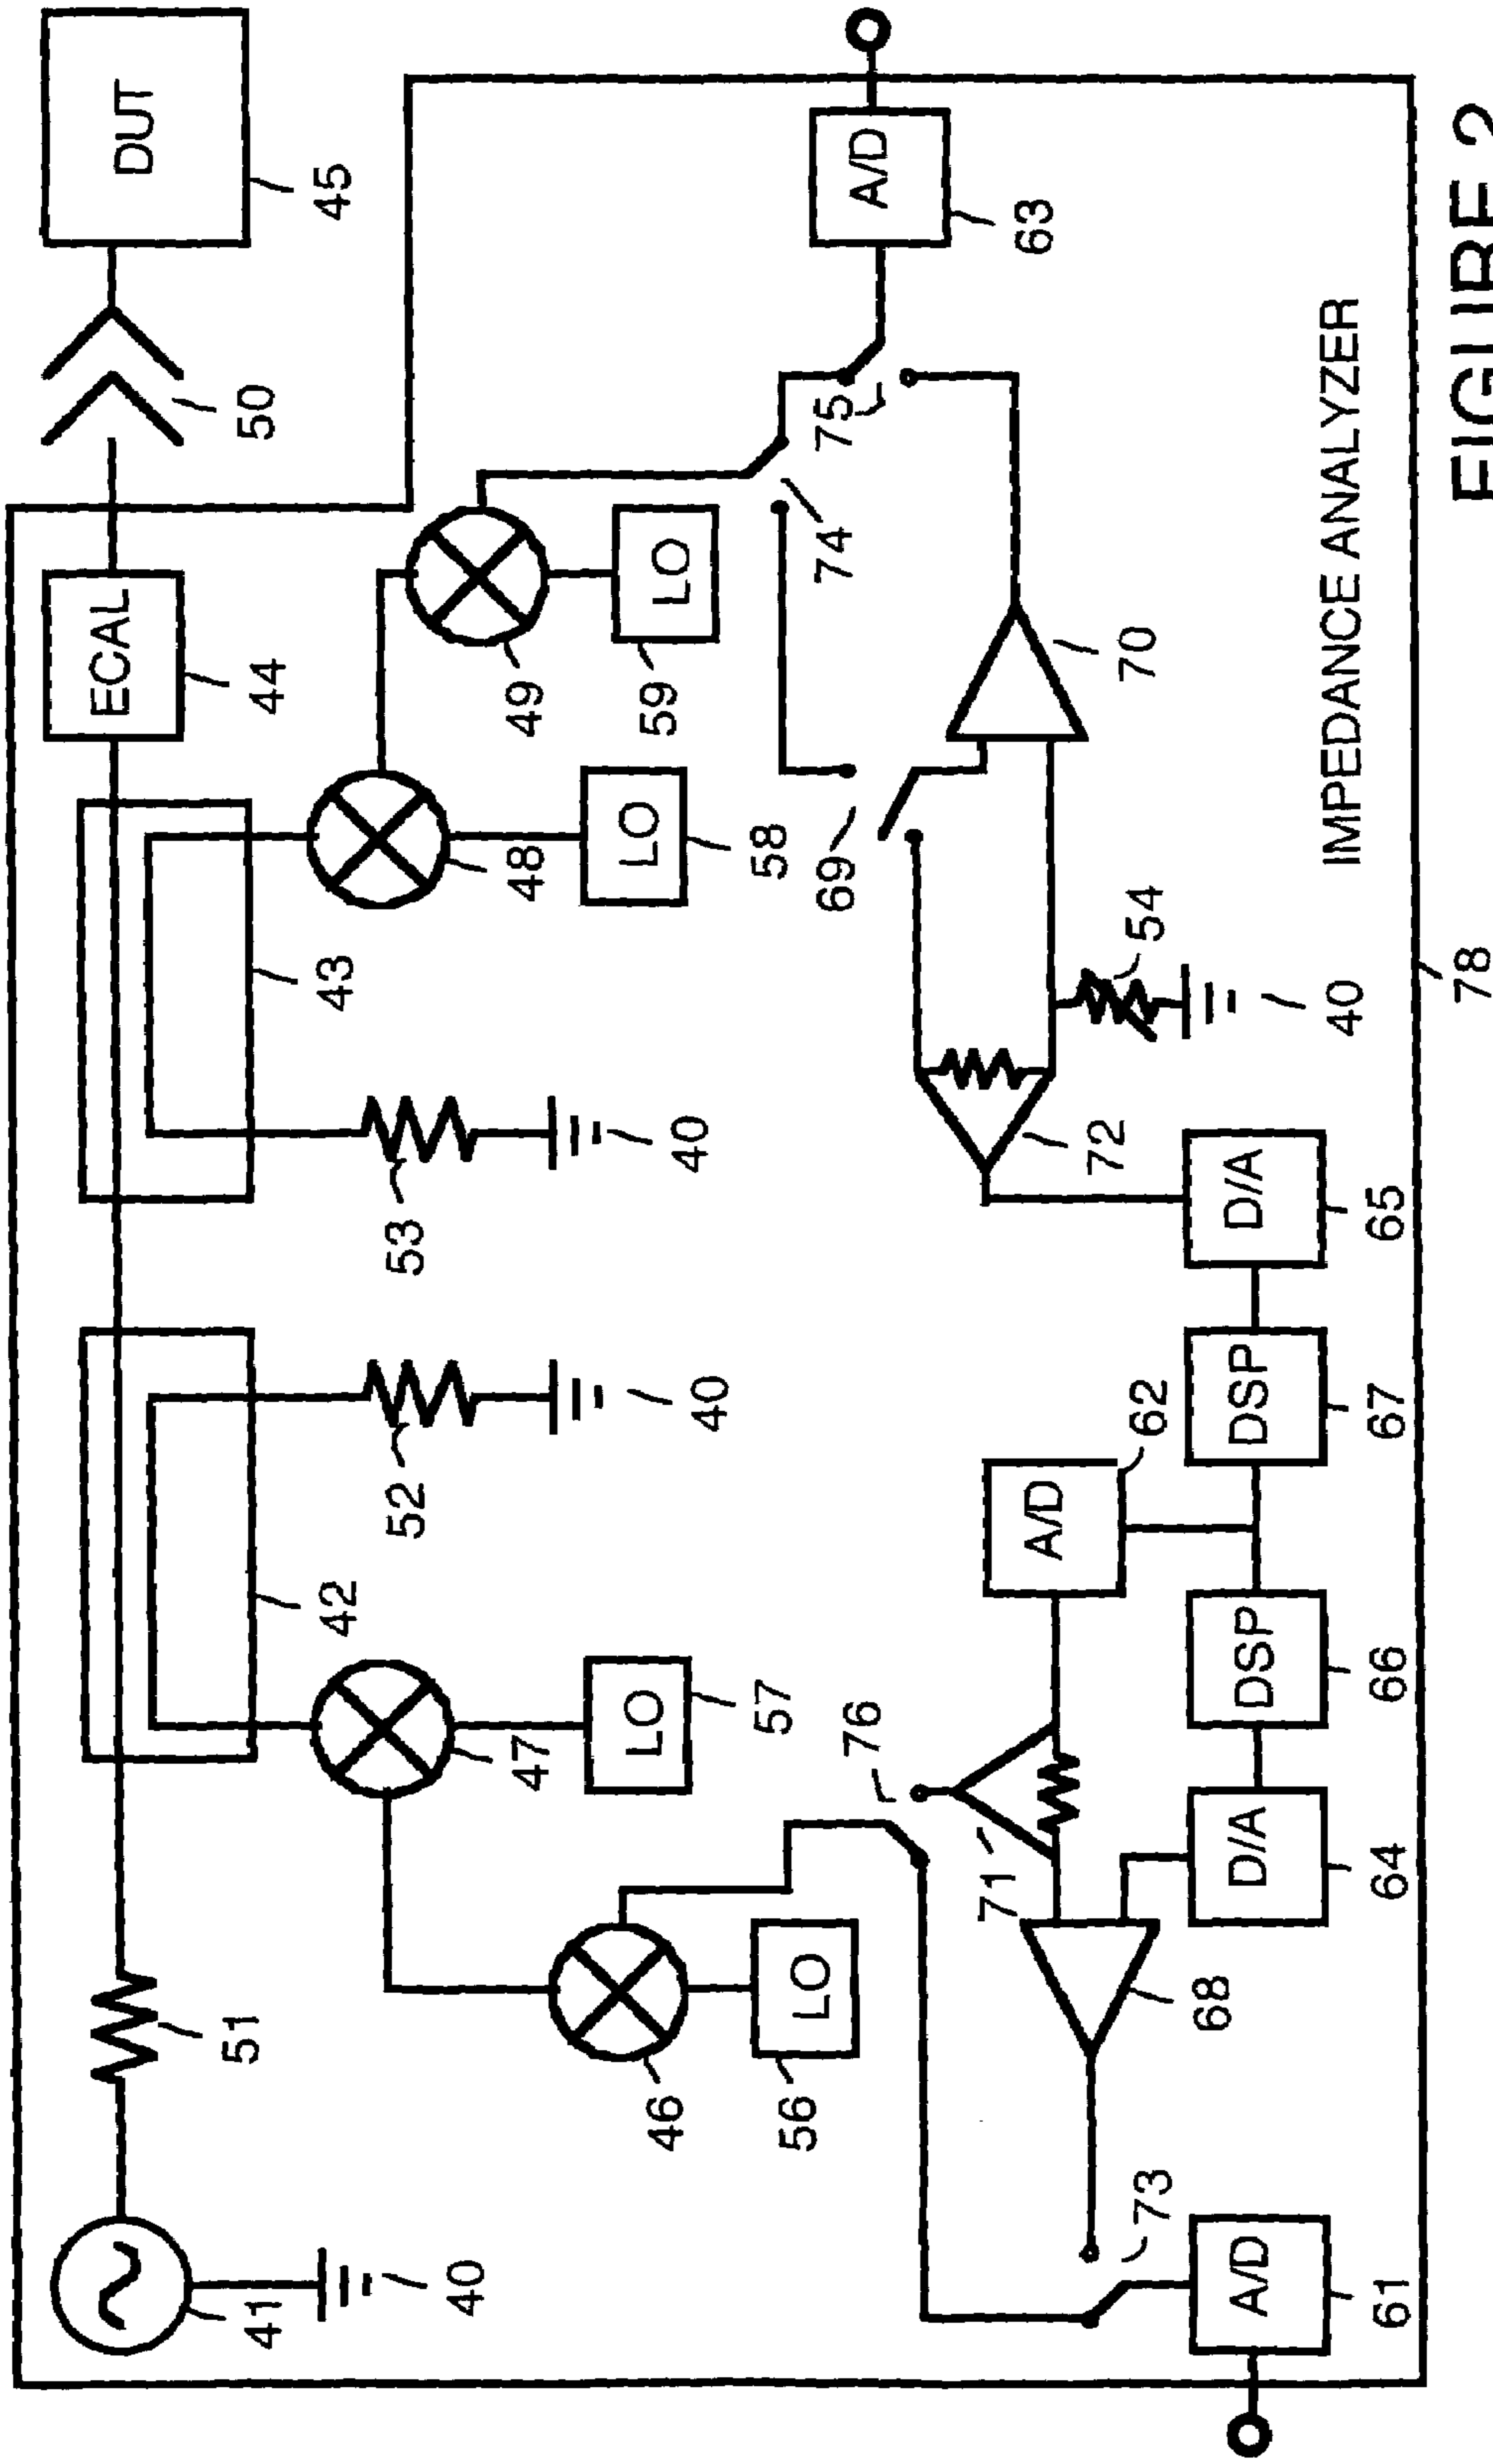 41
40
51
42
43
ECAL
44
50
DUT
45
52
40
53
40
47
LO
57
48
LO
58
49
LO
59
46
LO
56
76
71
A/D
62
69
74
75
A/D
63
72
54
40
70
73
68
A/D
61
D/A
64
DSP
66
DSP
67
D/A
65
IMPEDANCE ANALYZER
78
FIGURE 2